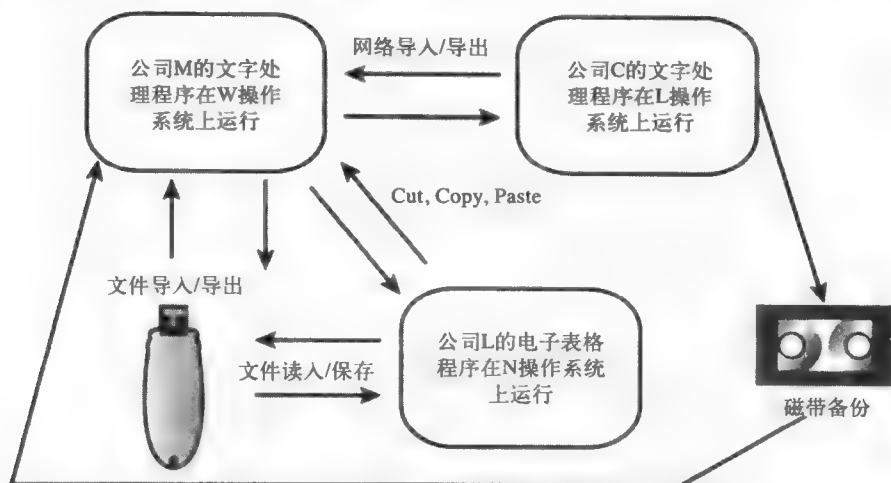 网络导入/导出
公司M的文字处
理程序在W操作
系统上运行
公司C的文字处
理程序在L操作
系统上运行
Cut, Copy, Paste
文件导入/导出
公司L的电子表格
程序在N操作系统
上运行
文件读入/保存
磁带备份